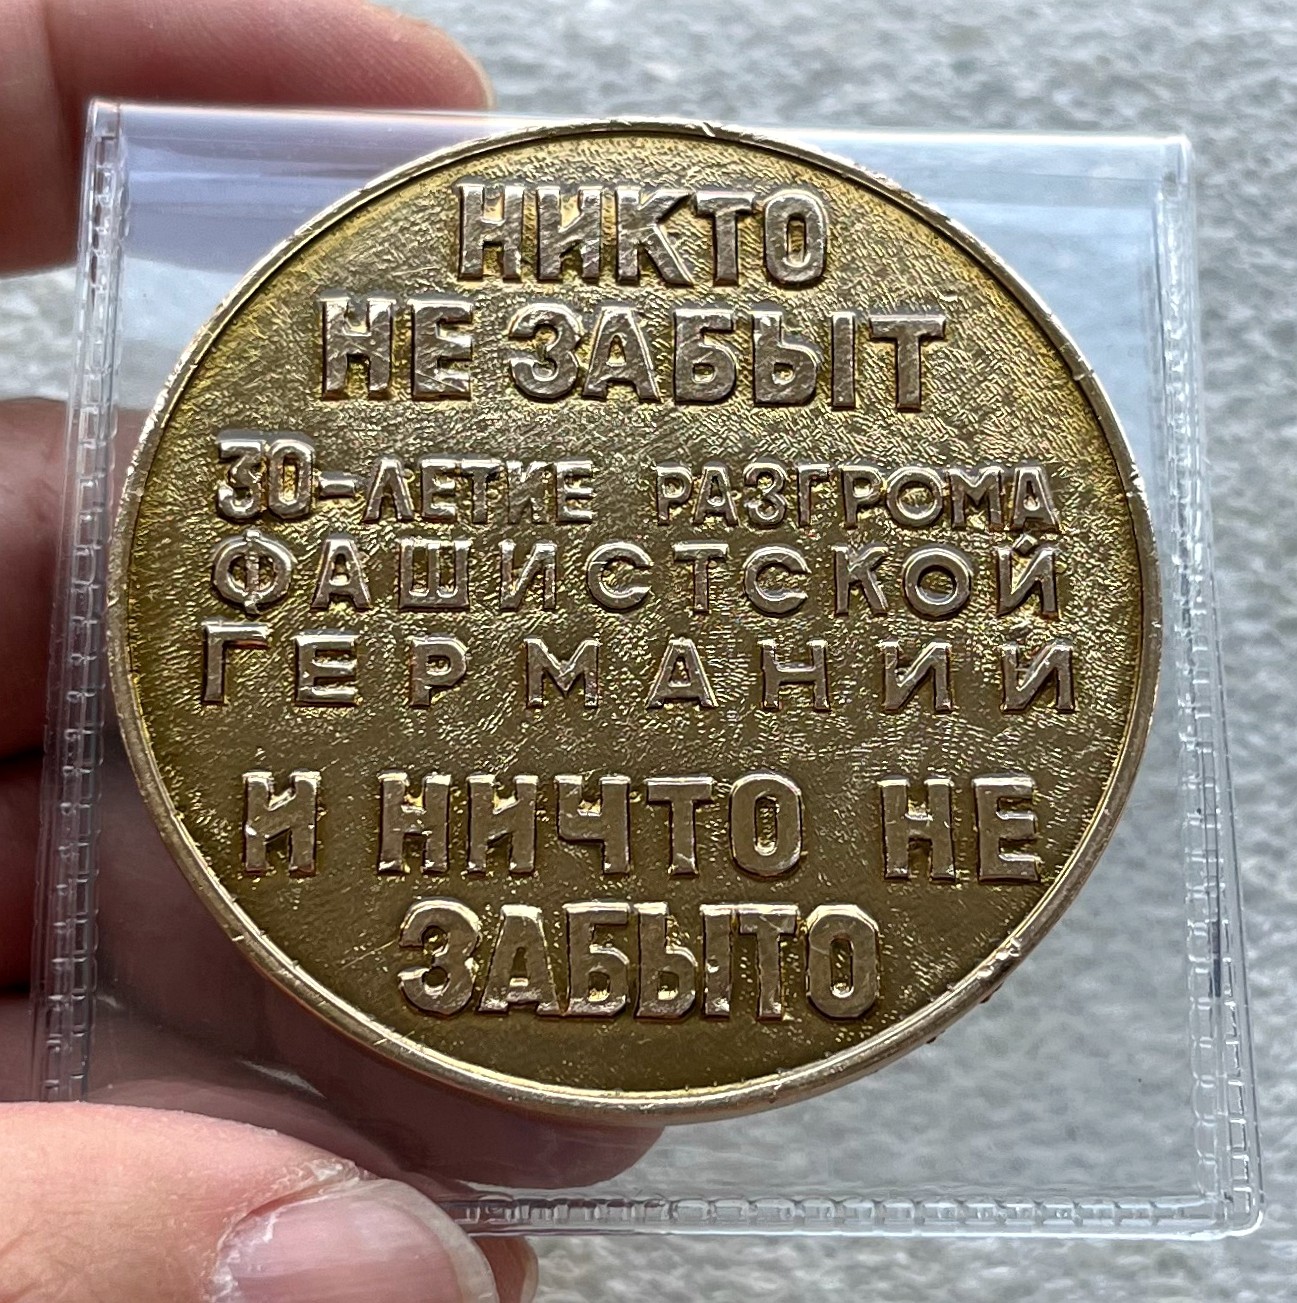 НИКТО
НЕ ЗАБЫТ
30-ЛЕТИЕ РАЗГРОМА
ФАШИСТСКОЙ
ГЕРМАНИИ
И НИЧТО НЕ
ЗАБЫТО